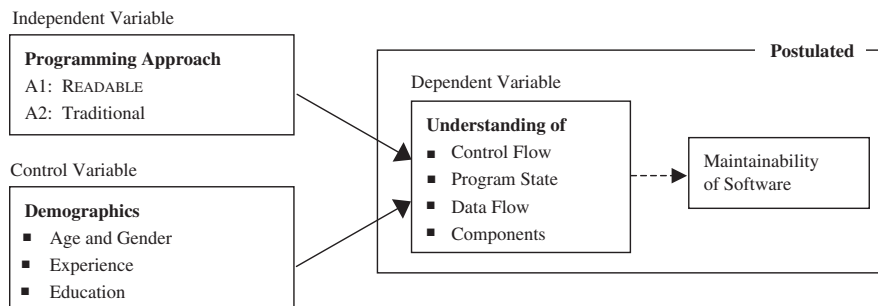 Independent Variable
Programming Approach
A1: READABLE
A2: Traditional
Control Variable
Demographics
■ Age and Gender
■ Experience
■ Education
Postulated
Dependent Variable
Understanding of
■ Control Flow
■ Program State
■ Data Flow
■ Components
Maintainability
of Software